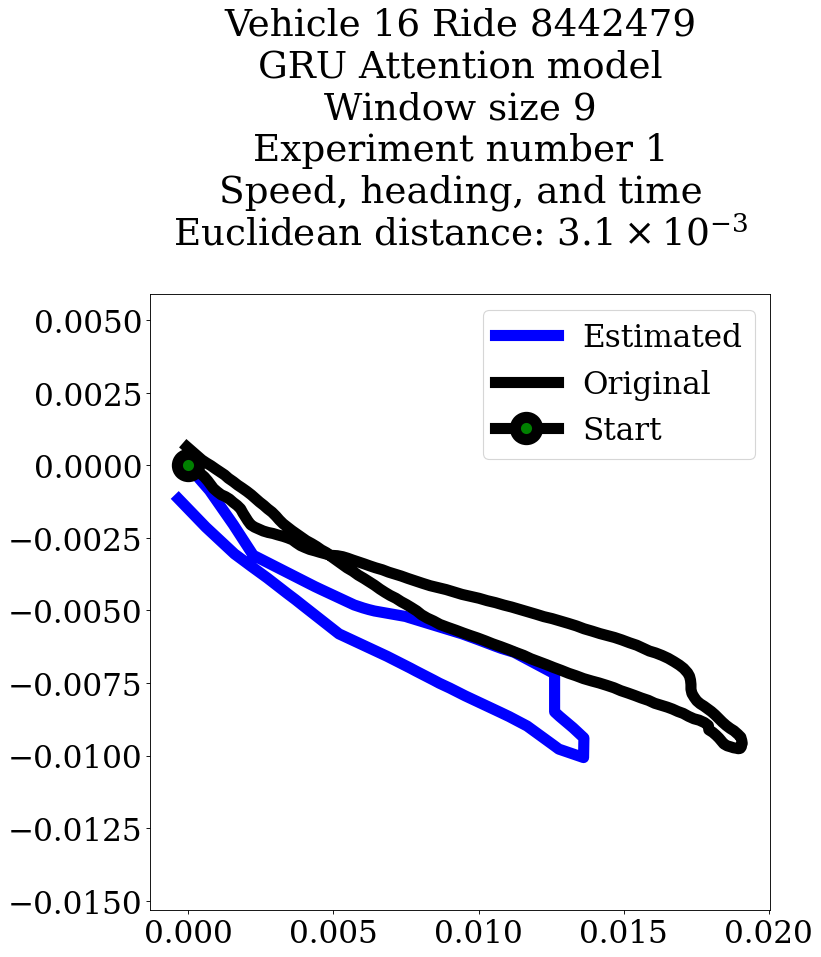 Vehicle 16 Ride 8442479
GRU Attention model
Window size 9
Experiment number 1
Speed, heading, and time
Euclidean distance: 3.1 × 10⁻³
Estimated
Original
Start
0.0050
0.0025
0.0000
−0.0025
−0.0050
−0.0075
−0.0100
−0.0125
−0.0150
0.000 0.005 0.010 0.015 0.020